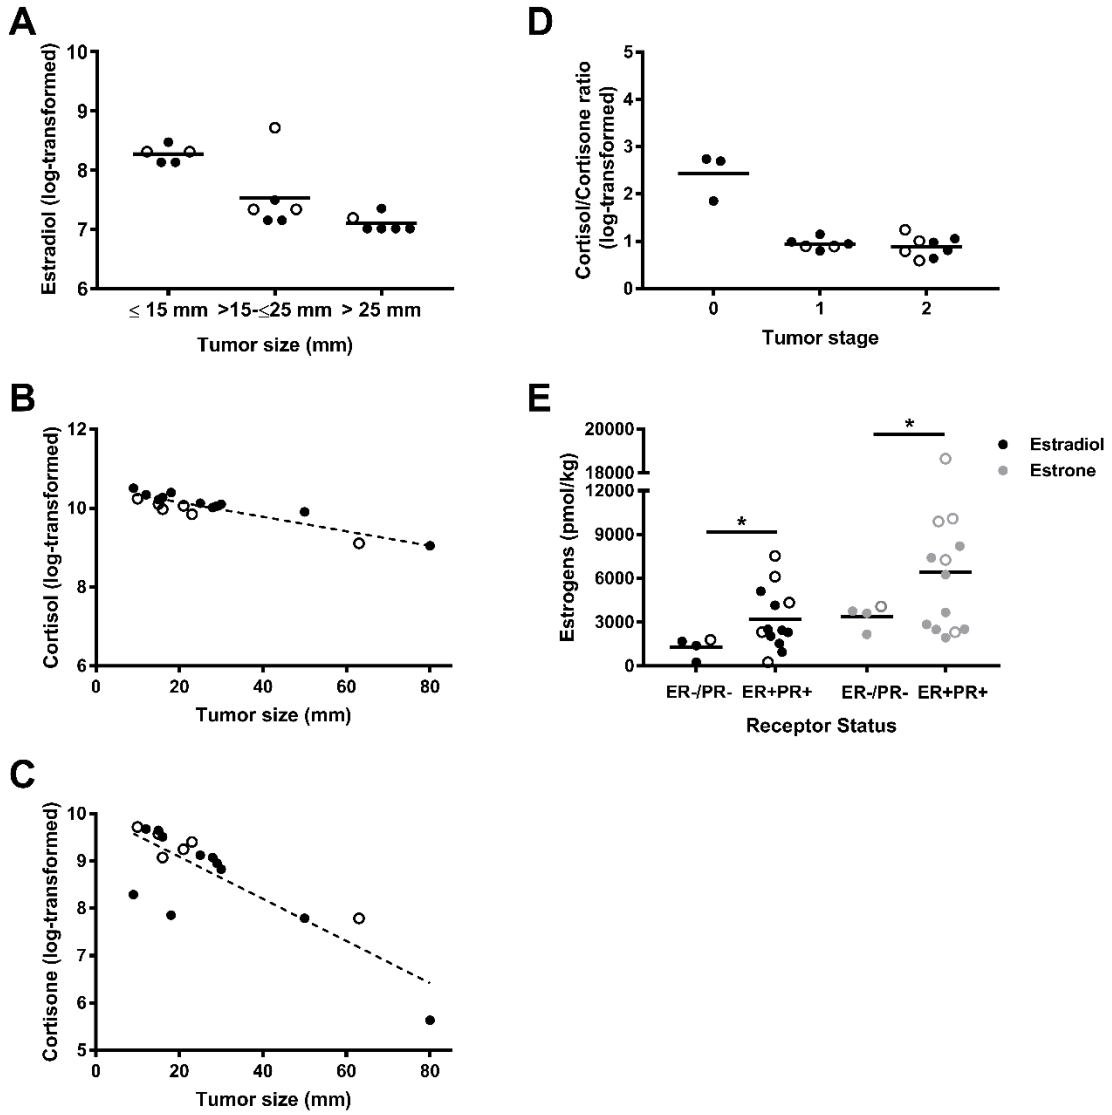 A
Estradiol (log-transformed)
10
9
8
7
6
≤ 15 mm >15-≤25 mm > 25 mm
Tumor size (mm)
B
Cortisol (log-transformed)
12
10
8
6
0 20 40 60 80
Tumor size (mm)
C
Cortisone (log-transformed)
10
9
8
7
6
5
0 20 40 60 80
Tumor size (mm)
D
Cortisol/Cortisone ratio
(log-transformed)
5
4
3
2
1
0
0 1 2
Tumor stage
E
Estrogens (pmol/kg)
20000
18000
12000
9000
6000
3000
0
*
*
ER-/PR- ER+PR+ ER-/PR- ER+PR+
Receptor Status
Estradiol
Estrone